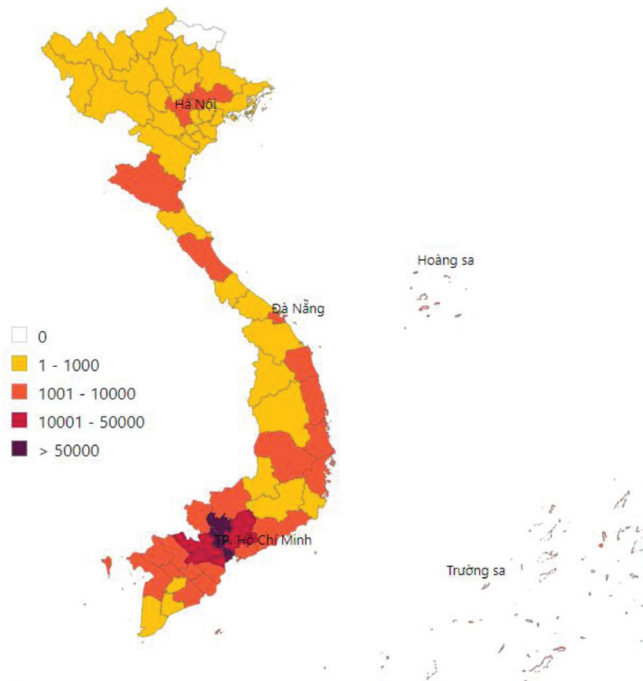 Hà Nội
Hoàng sa
Đà Nẵng
0
1 - 1000
1001 - 10000
10001 - 50000
> 50000
TP. Hồ Chí Minh
Trường sa